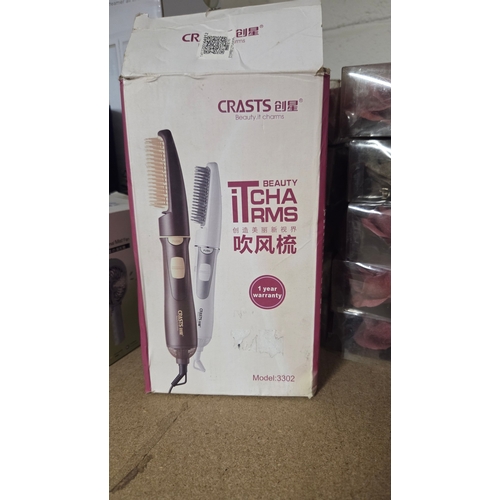 CR 创星®
CRASTS 创星®
Beauty it charms
BEAUTY
iTCHA
RMS
创造美丽新视界
吹风梳
1 year
warranty
CRASTS
CRASTS
Model:3302